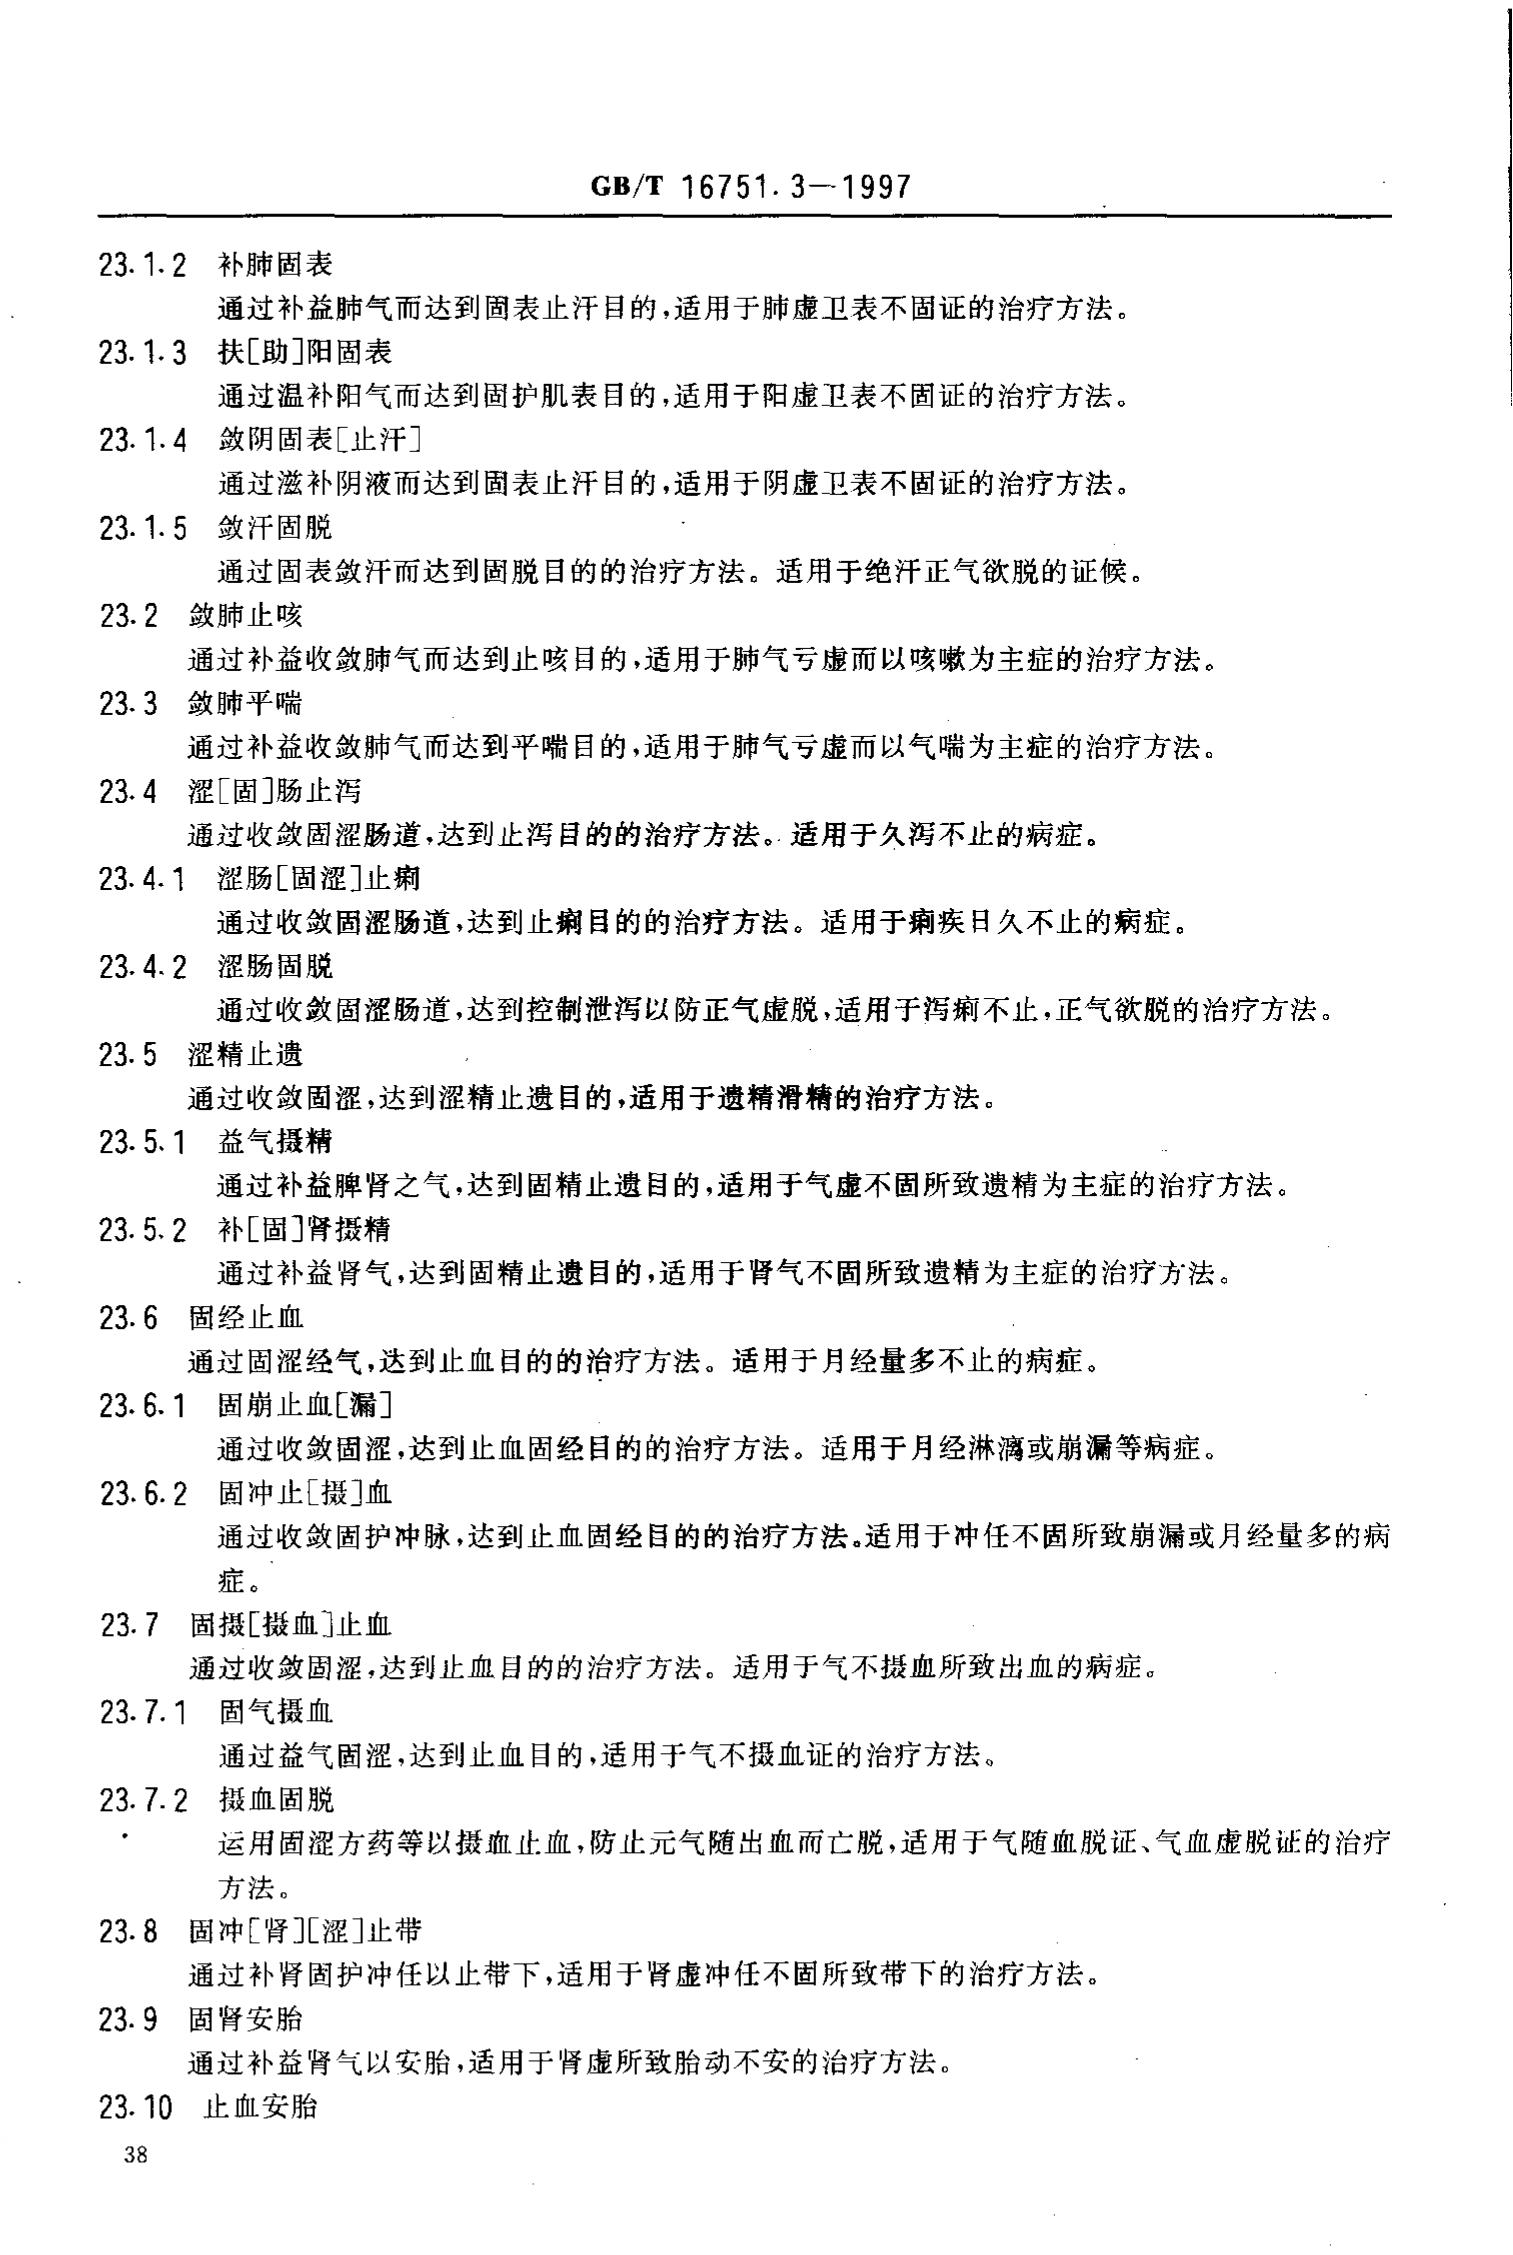 GB/T 16751.3—1997
23.1.2 补肺固表
通过补益肺气而达到固表止汗目的,适用于肺虚卫表不固证的治疗方法。
23.1.3 扶[助]阳固表
通过温补阳气而达到固护肌表目的,适用于阳虚卫表不固证的治疗方法。
23.1.4 敛阴固表[止汗]
通过滋补阴液而达到固表止汗目的,适用于阴虚卫表不固证的治疗方法。
23.1.5 敛汗固脱
通过固表敛汗而达到固脱目的的治疗方法。适用于绝汗正气欲脱的证候。
23.2 敛肺止咳
通过补益收敛肺气而达到止咳目的,适用于肺气亏虚而以咳嗽为主症的治疗方法。
23.3 敛肺平喘
通过补益收敛肺气而达到平喘目的,适用于肺气亏虚而以气喘为主症的治疗方法。
23.4 涩[固]肠止泻
通过收敛固涩肠道,达到止泻目的的治疗方法。适用于久泻不止的病症。
23.4.1 涩肠[固涩]止痢
通过收敛固涩肠道,达到止痢目的的治疗方法。适用于痢疾日久不止的病症。
23.4.2 涩肠固脱
通过收敛固涩肠道,达到控制泄泻以防正气虚脱,适用于泻痢不止,正气欲脱的治疗方法。
23.5 涩精止遗
通过收敛固涩,达到涩精止遗目的,适用于遗精滑精的治疗方法。
23.5.1 益气摄精
通过补益脾肾之气,达到固精止遗目的,适用于气虚不固所致遗精为主症的治疗方法。
23.5.2 补[固]肾摄精
通过补益肾气,达到固精止遗目的,适用于肾气不固所致遗精为主症的治疗方法。
23.6 固经止血
通过固涩经气,达到止血目的的治疗方法。适用于月经量多不止的病症。
23.6.1 固崩止血[漏]
通过收敛固涩,达到止血固经目的的治疗方法。适用于月经淋漓或崩漏等病症。
23.6.2 固冲止[摄]血
通过收敛固护冲脉,达到止血固经目的的治疗方法。适用于冲任不固所致崩漏或月经量多的病
症。
23.7 固摄[摄血]止血
通过收敛固涩,达到止血目的的治疗方法。适用于气不摄血所致出血的病症。
23.7.1 固气摄血
通过益气固涩,达到止血目的,适用于气不摄血证的治疗方法。
23.7.2 摄血固脱
运用固涩方药等以摄血止血,防止元气随出血而亡脱,适用于气随血脱证、气血虚脱证的治疗
方法。
23.8 固冲[肾][涩]止带
通过补肾固护冲任以止带下,适用于肾虚冲任不固所致带下的治疗方法。
23.9 固肾安胎
通过补益肾气以安胎,适用于肾虚所致胎动不安的治疗方法。
23.10 止血安胎
38